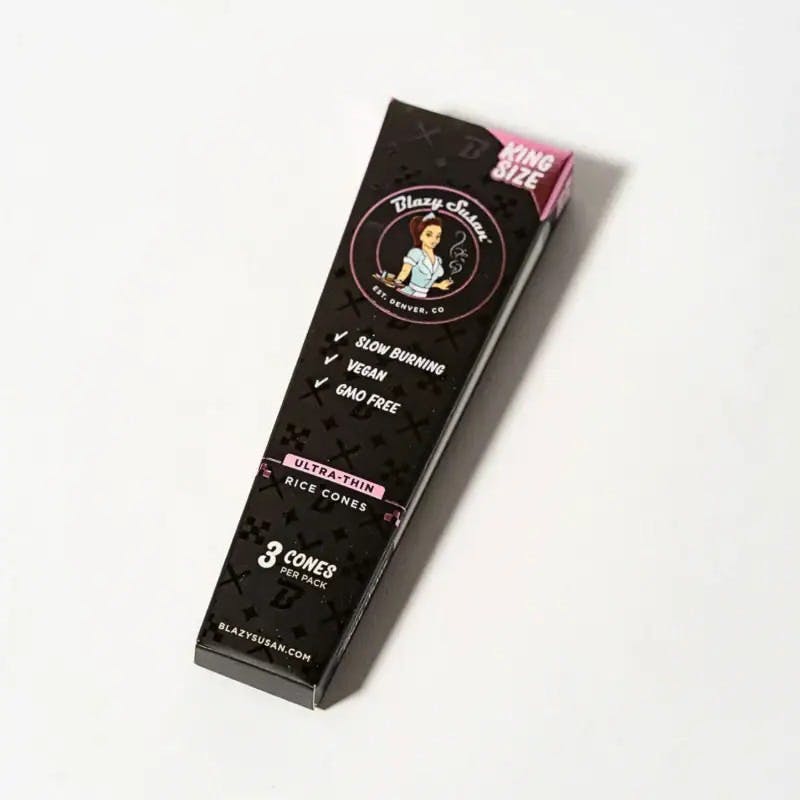 KING
SIZE
Blazy Susan
EST. DENVER, CO
✓ SLOW BURNING
✓ VEGAN
✓ GMO FREE
ULTRA-THIN
RICE CONES
3 CONES
PER PACK
B
BLAZYSUSAN.COM